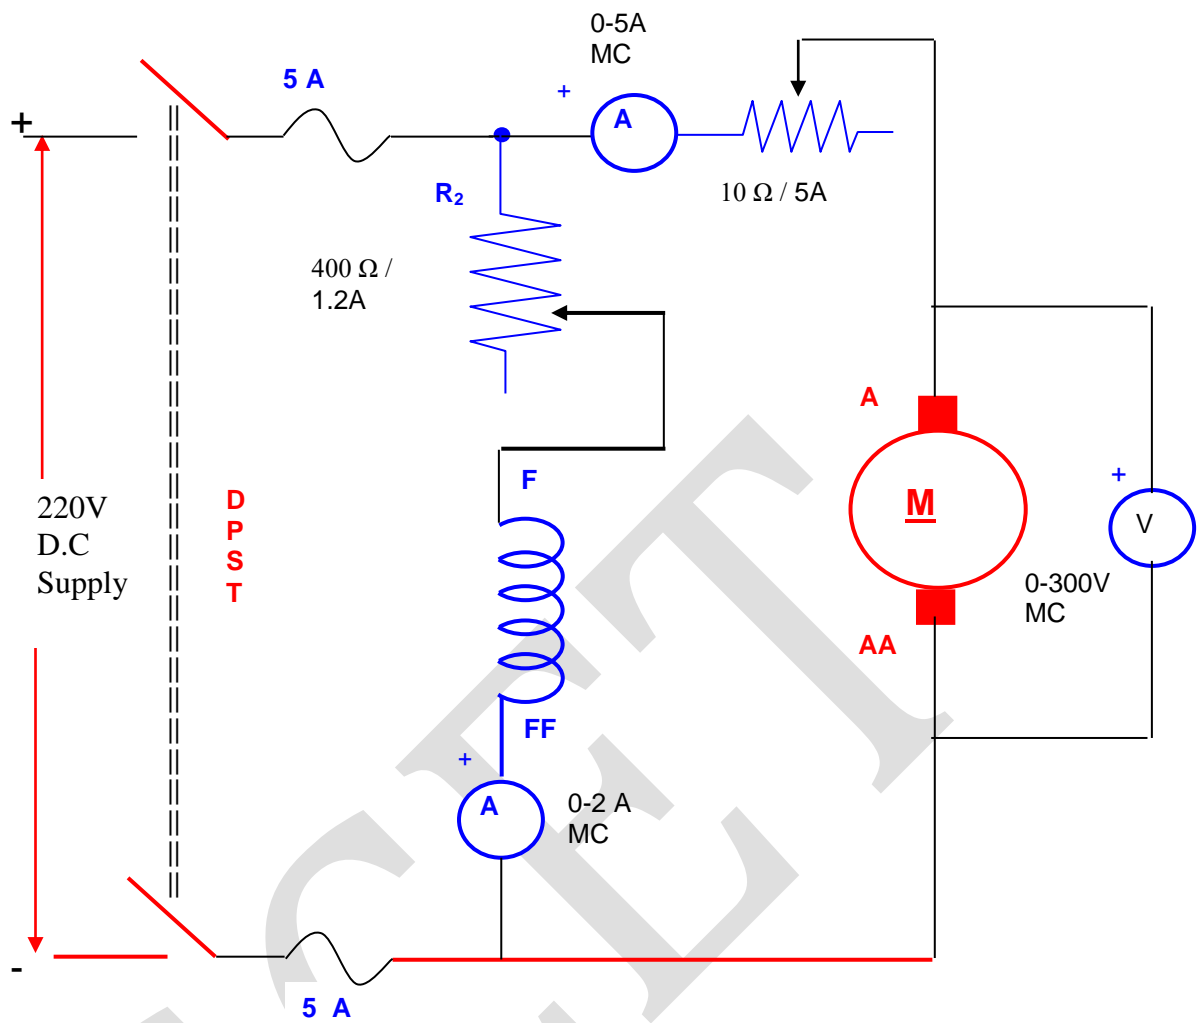 0-5A
MC
5 A
+
A
+
R₂
10 Ω / 5A
400 Ω /
1.2A
A
F
M
+
V
220V
D.C
Supply
D
P
S
T
0-300V
MC
AA
FF
+
A
0-2 A
MC
-
5 A